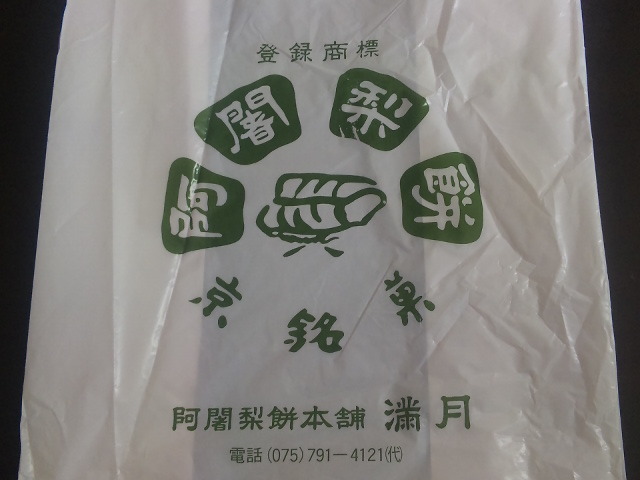 登録商標
阿闍梨餅
京銘菓
阿闍梨餅本舗 満月
電話(075)791-4121(代)